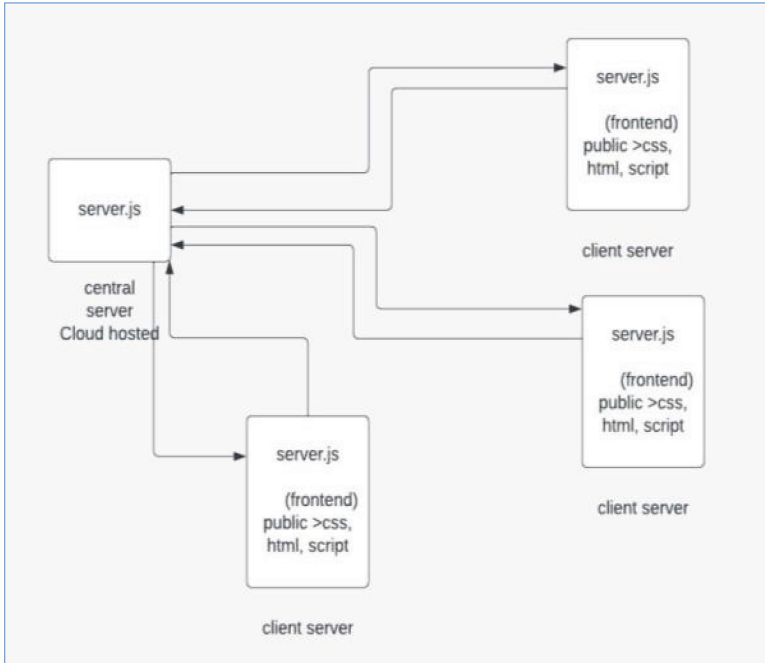 server.js
(frontend)
public >css,
html, script
client server
server.js
central
server
Cloud hosted
server.js
(frontend)
public >css,
html, script
client server
server.js
(frontend)
public >css,
html, script
client server